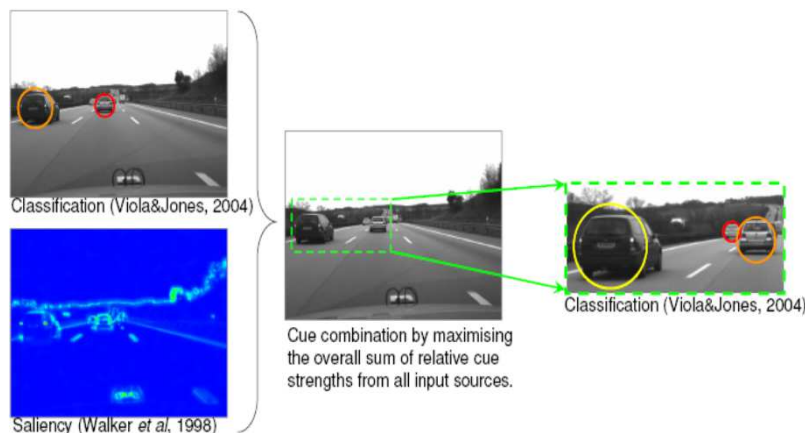 Classification (Viola&Jones, 2004)
Saliency (Walker et al, 1998)
Cue combination by maximising
the overall sum of relative cue
strengths from all input sources.
Classification (Viola&Jones, 2004)